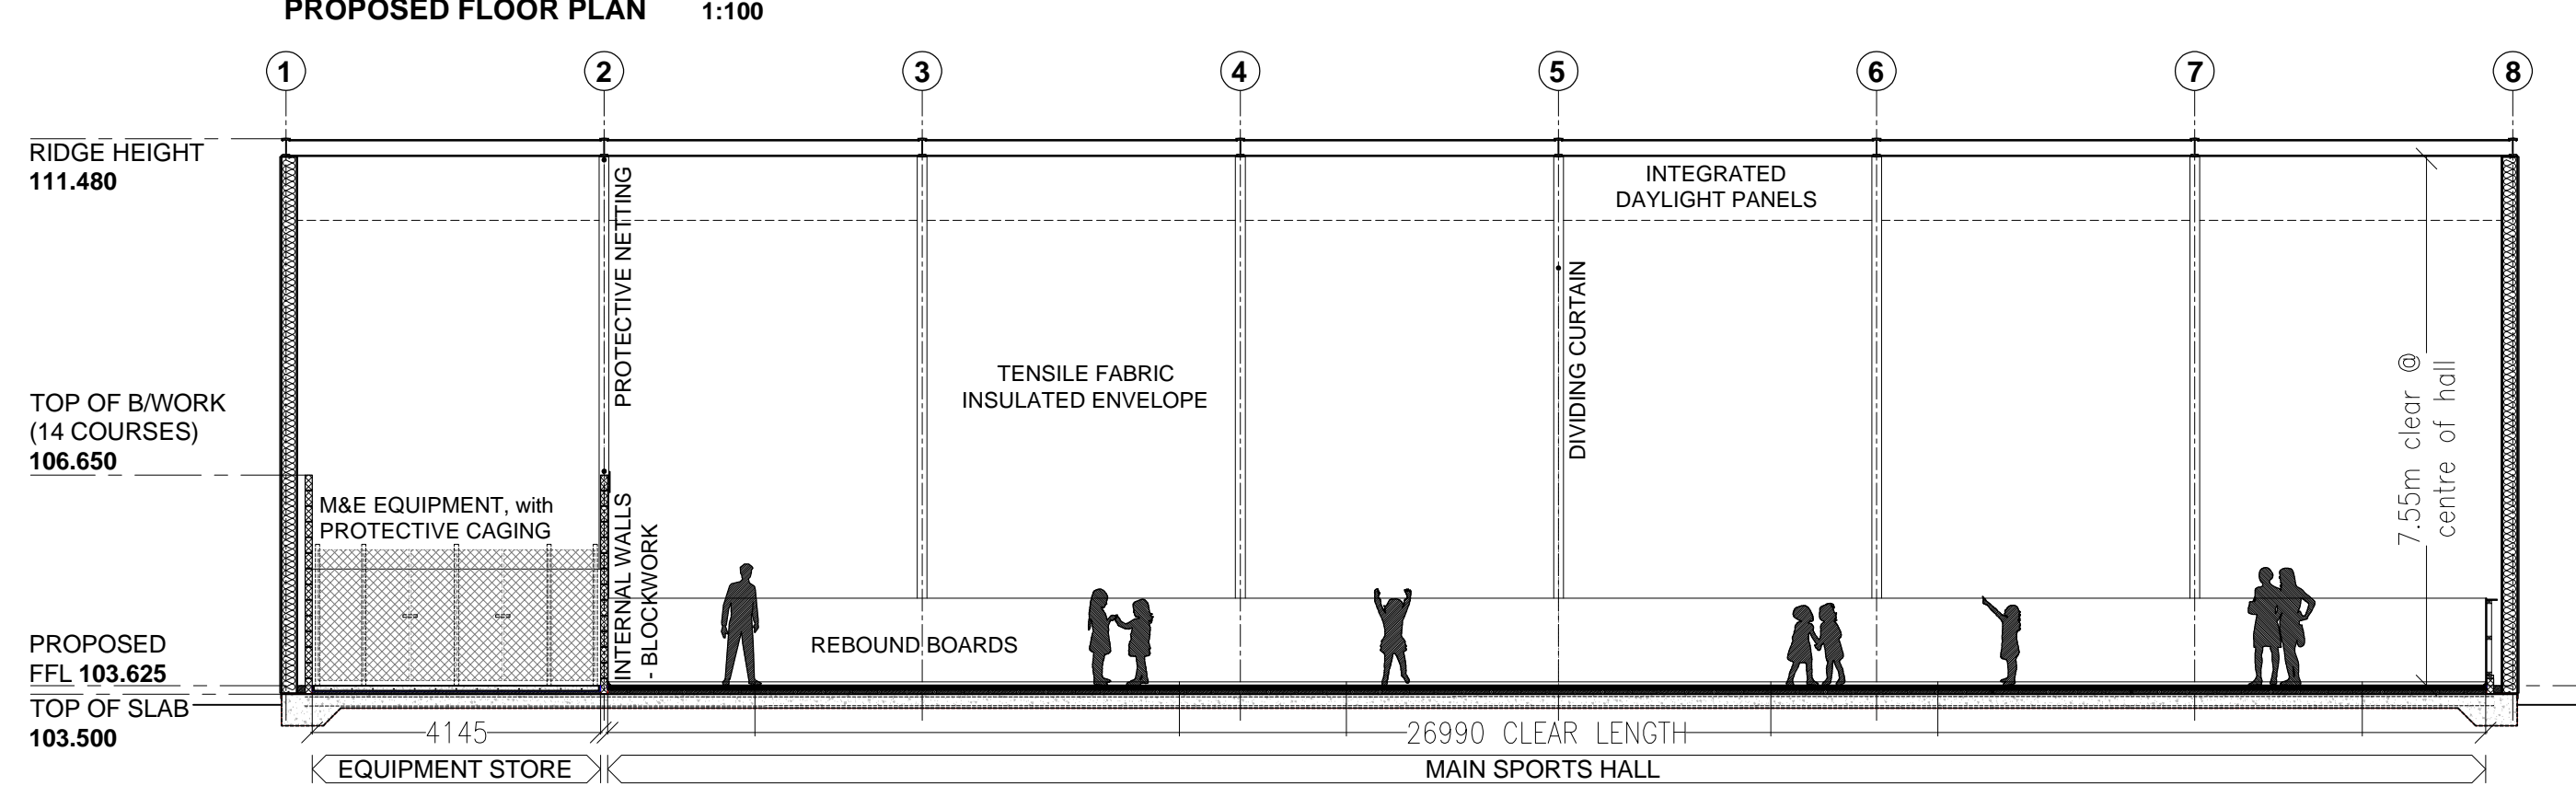 PROPOSED FLOOR PLAN 1:100
1 2 3 4 5 6 7 8
RIDGE HEIGHT
111.480
INTEGRATED
DAYLIGHT PANELS
PROTECTIVE NETTING
DIVIDING CURTAIN
TENSILE FABRIC
INSULATED ENVELOPE
7.55m clear @
centre of hall
TOP OF B/WORK
(14 COURSES)
106.650
M&E EQUIPMENT, with
PROTECTIVE CAGING
INTERNAL WALLS
- BLOCKWORK
REBOUND BOARDS
PROPOSED
FFL 103.625
TOP OF SLAB
103.500
4145
26990 CLEAR LENGTH
EQUIPMENT STORE
MAIN SPORTS HALL